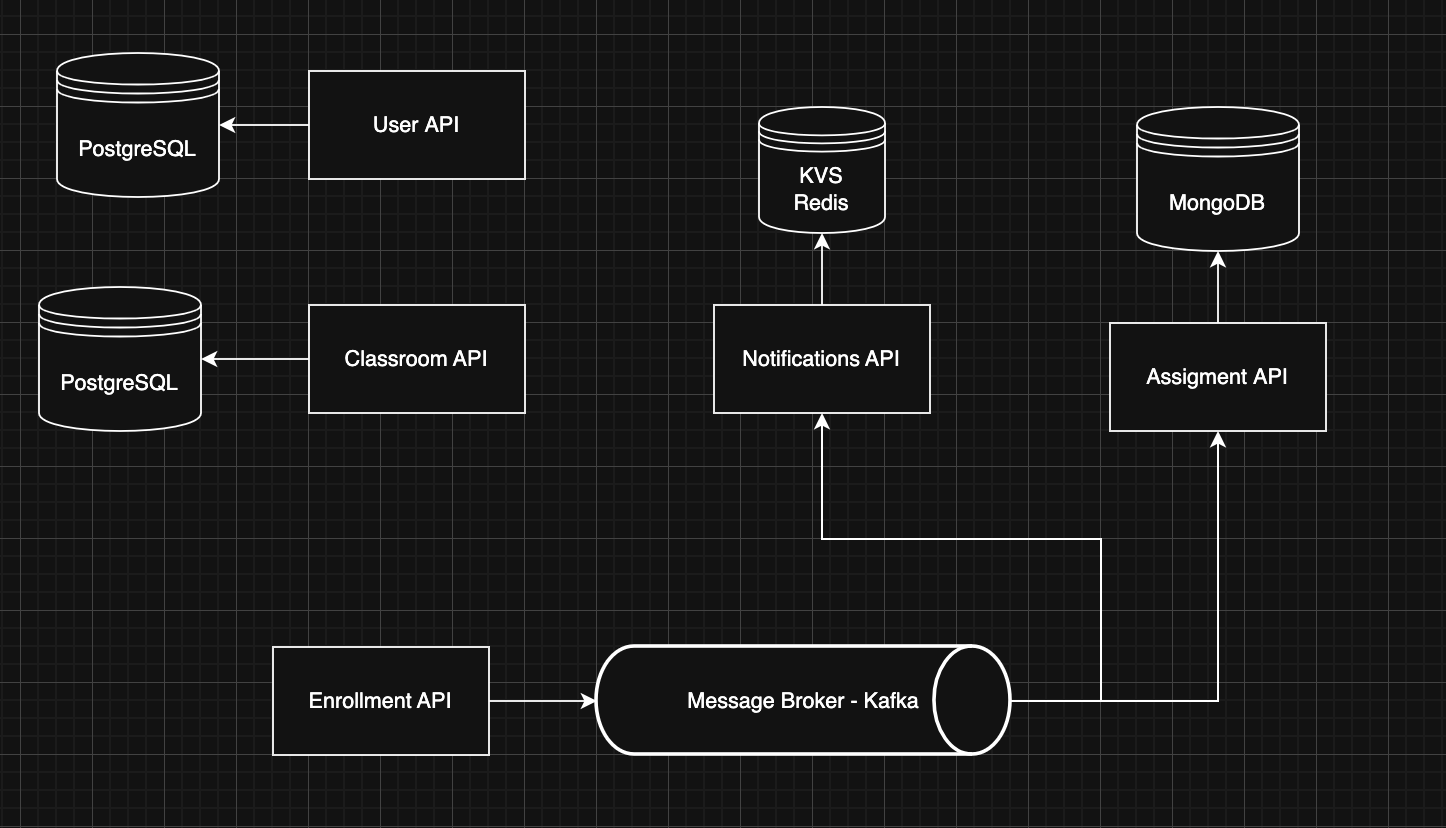 PostgreSQL
User API
KVS
Redis
MongoDB
PostgreSQL
Classroom API
Notifications API
Assigment API
Enrollment API
Message Broker - Kafka